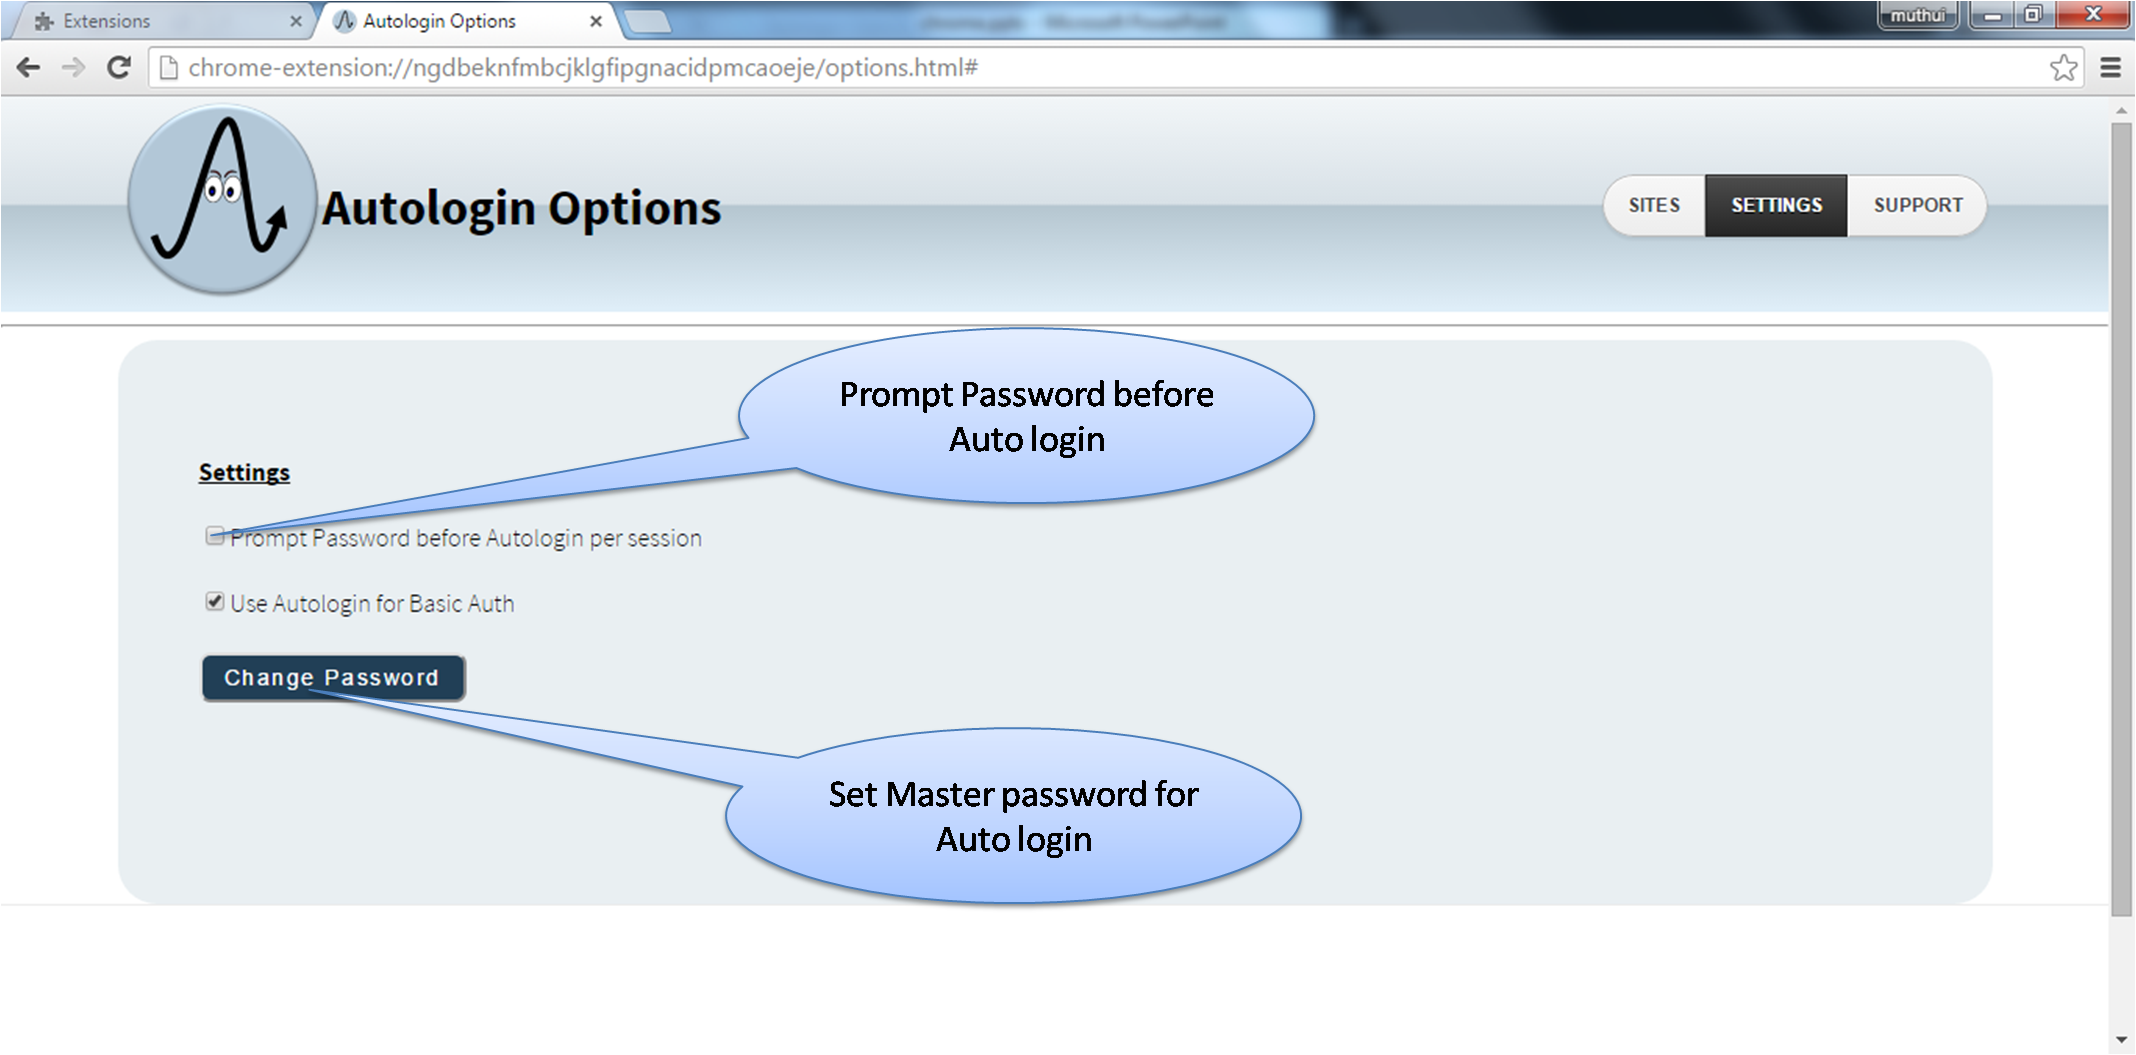 Extensions
Autologin Options
muthui
chrome-extension://ngdbeknfmbcjklgfipgnacidpmcaoeje/options.html#
Autologin Options
SITES
SETTINGS
SUPPORT
Prompt Password before
Auto login
Settings
Prompt Password before Autologin per session
Use Autologin for Basic Auth
Change Password
Set Master password for
Auto login